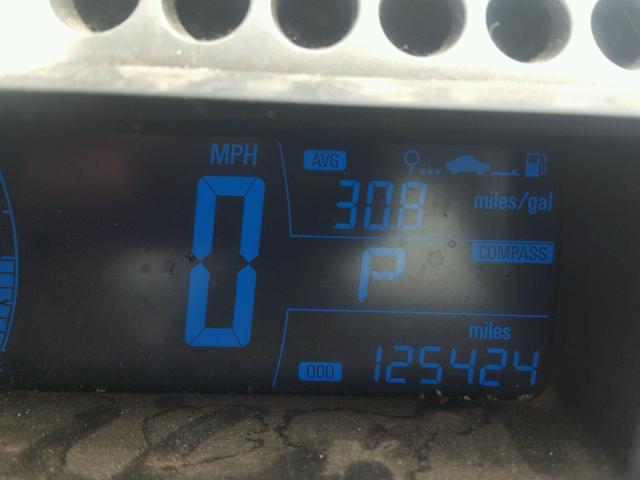 MPH
0
AVG
30.8
miles/gal
COMPASS
P
miles
ODO
125424